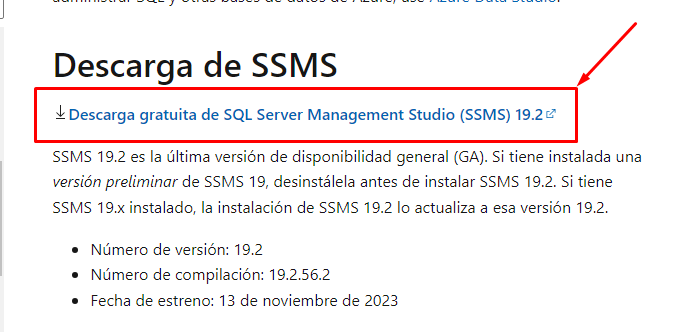 administrar SQL y otras bases de datos de Azure, use Azure Data Studio.
Descarga de SSMS
Descarga gratuita de SQL Server Management Studio (SSMS) 19.2
SSMS 19.2 es la última versión de disponibilidad general (GA). Si tiene instalada una
versión preliminar de SSMS 19, desinstálela antes de instalar SSMS 19.2. Si tiene
SSMS 19.x instalado, la instalación de SSMS 19.2 lo actualiza a esa versión 19.2.
• Número de versión: 19.2
• Número de compilación: 19.2.56.2
• Fecha de estreno: 13 de noviembre de 2023